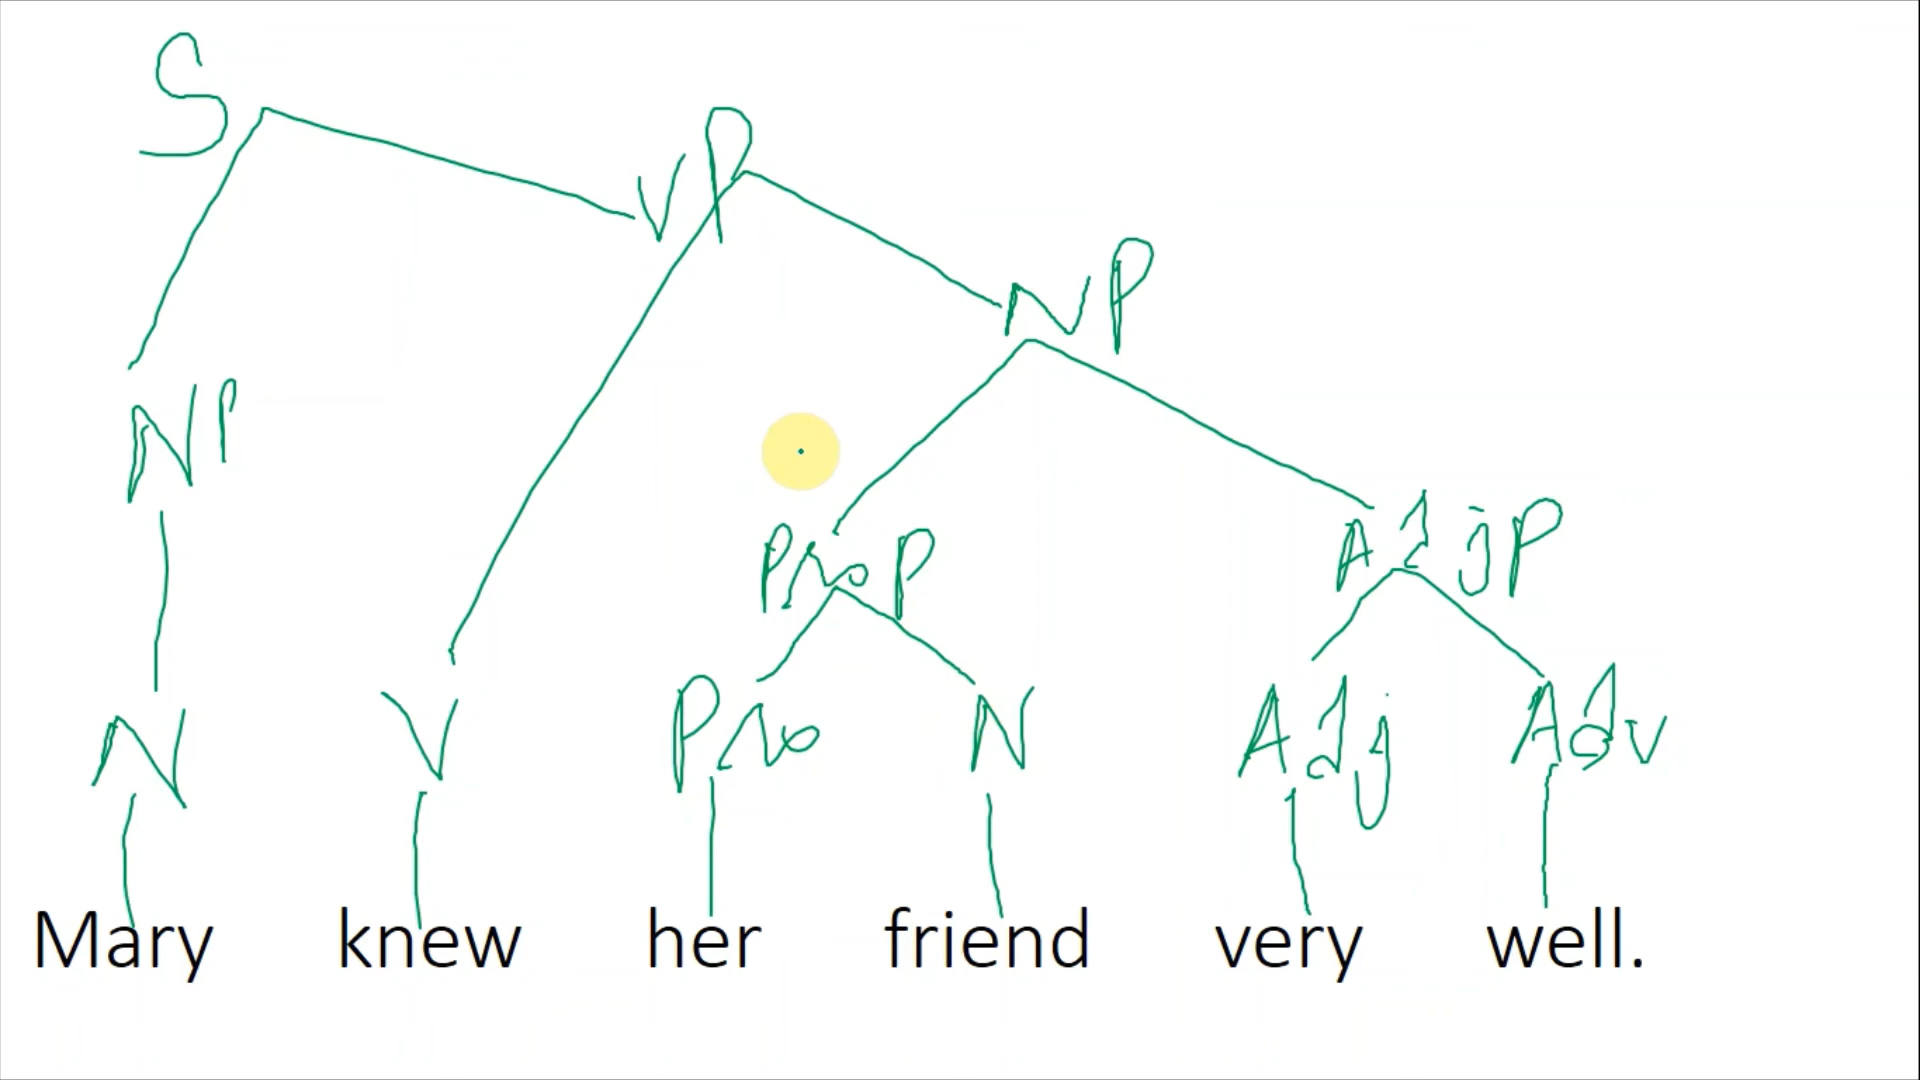 S
VP
NP
NP
ProP AdjP
N V Pro N Adj Adv
Mary knew her friend very well.